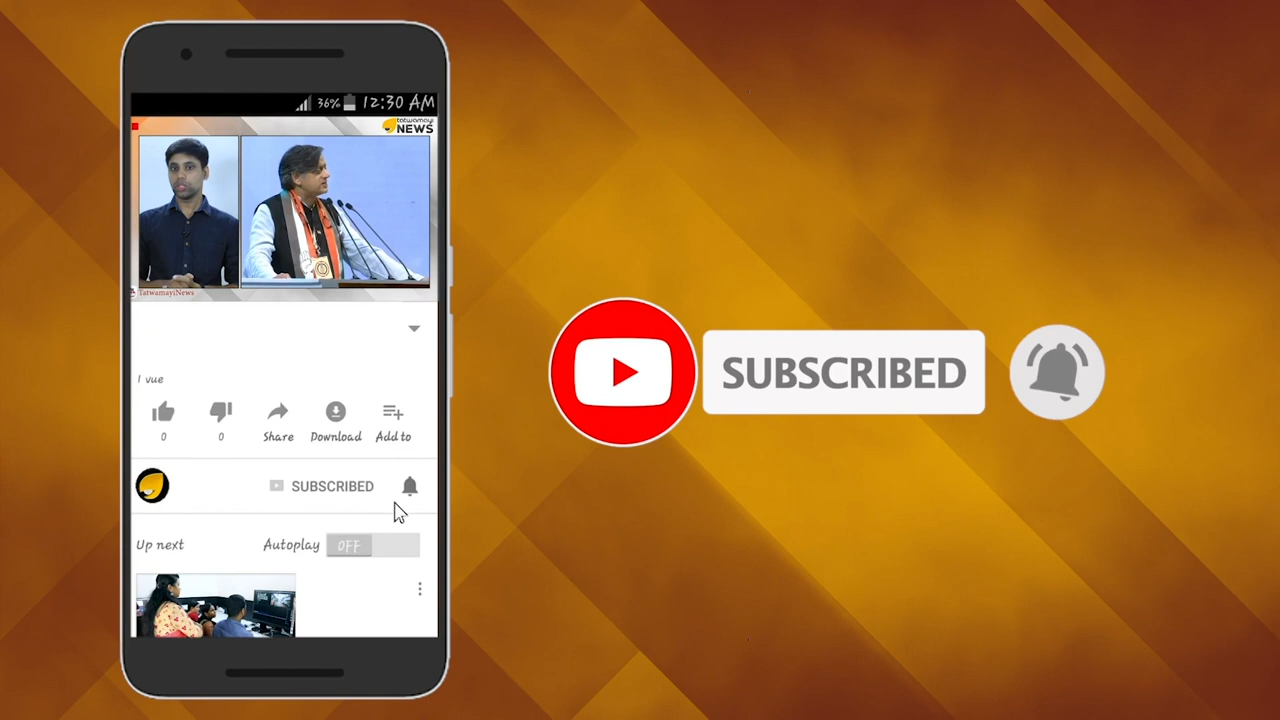 36% 12:30 AM
tatwamayi
NEWS
TatwamayiNews
1 vue
0 0 Share Download Add to
SUBSCRIBED
Up next Autoplay OFF
SUBSCRIBED